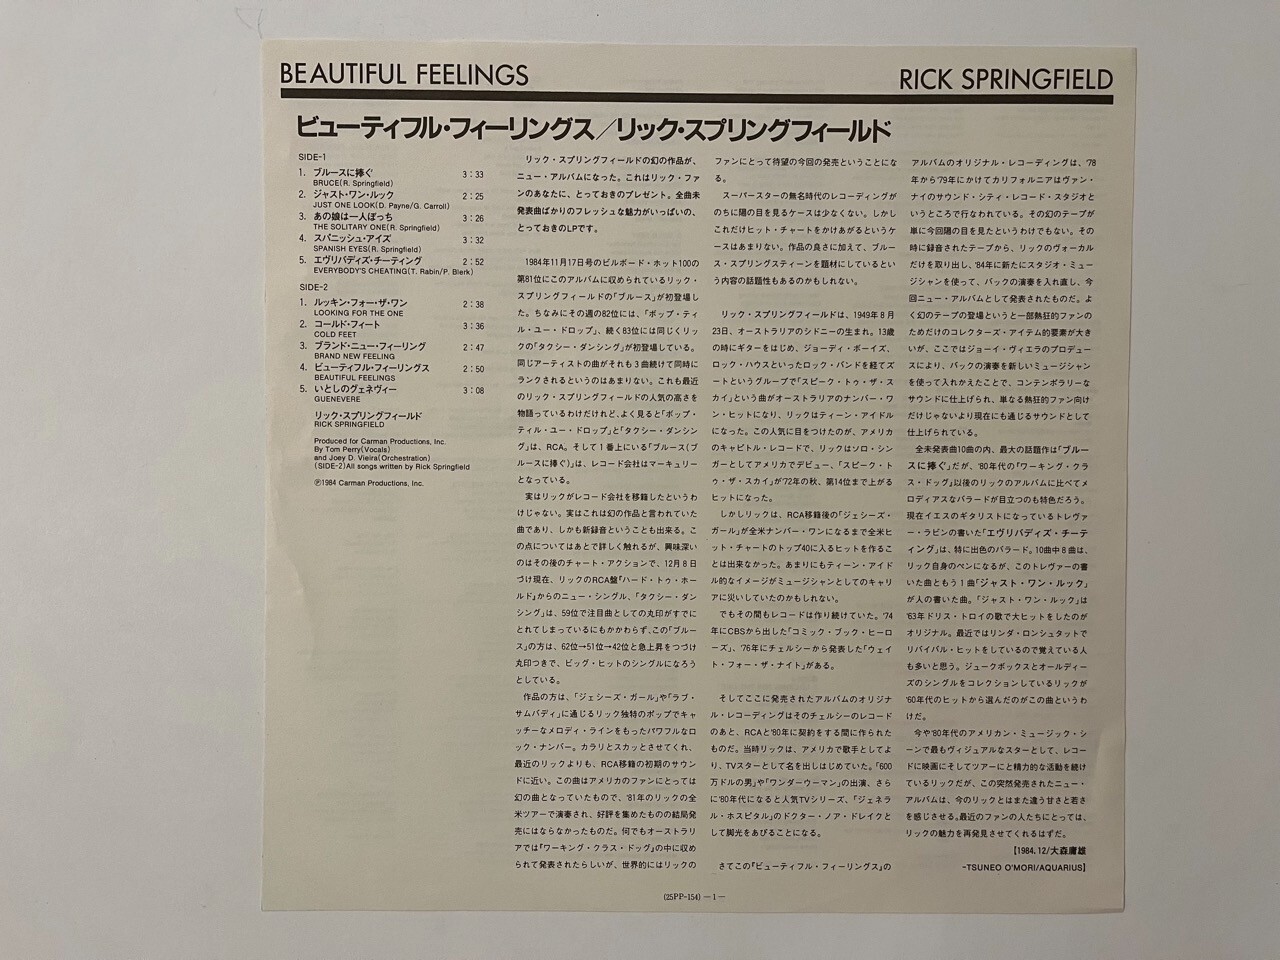 BEAUTIFUL FEELINGS
RICK SPRINGFIELD
ビューティフル・フィーリングス／リック・スプリングフィールド
SIDE-1
1. ブルースに捧ぐ 3：33
BRUCE(R. Springfield)
2. ジャスト・ワン・ルック 2：25
JUST ONE LOOK(D. Payne/G. Carroll)
3. あの娘は一人ぼっち 3：26
THE SOLITARY ONE(R. Springfield)
4. スパニッシュ・アイズ 3：32
SPANISH EYES(R. Springfield)
5. エヴリバディズ・チーティング 2：52
EVERYBODY'S CHEATING(T. Rabin/P. Blerk)
SIDE-2
1. ルッキン・フォー・ザ・ワン 2：38
LOOKING FOR THE ONE
2. コールド・フィート 3：36
COLD FEET
3. ブランド・ニュー・フィーリング 2：47
BRAND NEW FEELING
4. ビューティフル・フィーリングス 2：50
BEAUTIFUL FEELINGS
5. いとしのグェネヴィー 3：08
GUENEVERE
リック・スプリングフィールド
RICK SPRINGFIELD
Produced for Carman Productions, Inc.
By Tom Perry(Vocals)
and Joey D. Vieira(Orchestration)
(SIDE-2)All songs written by Rick Springfield
Ⓟ1984 Carman Productions, Inc.
リック・スプリングフィールドの幻の作品が、
ニュー・アルバムになった。これはリック・ファ
ンのあなたに、とっておきのプレゼント。全曲未
発表曲ばかりのフレッシュな魅力がいっぱいの、
とっておきのLPです。
1984年11月17日号のビルボード・ホット100の
第81位にこのアルバムに収められているリック・
スプリングフィールドの「ブルース」が初登場し
た。ちなみにその週の82位には、「ボップ・ティ
ル・ユー・ドロップ」、続く83位には同じくリッ
クの「タクシー・ダンシング」が初登場している。
同じアーティストの曲がそれも3曲続けて同時に
ランクされるというのはあまりない。これも最近
のリック・スプリングフィールドの人気の高さを
物語っているわけだけれど、よく見ると「ボップ・
ティル・ユー・ドロップ」と「タクシー・ダンシン
グ」は、RCA。そして1番上にいる「ブルース(ブ
ルースに捧ぐ)」は、レコード会社はマーキュリー
となっている。
実はリックがレコード会社を移籍したというわ
けじゃない。実はこれは幻の作品と言われていた
曲であり、しかも新録音ということも出来る。こ
の点についてはあとで詳しく触れるが、興味深い
のはその後のチャート・アクションで、12月8日
づけ現在、リックのRCA盤『ハード・トゥ・ホー
ルド』からのニュー・シングル、「タクシー・ダン
シング」は、59位で注目曲としての丸印がすでに
とれてしまっているにもかかわらず、この「ブルー
ス」の方は、62位→51位→42位と急上昇をつづけ
丸印つきで、ビッグ・ヒットのシングルになろう
としている。
作品の方は、「ジェシーズ・ガール」や「ラブ・
サムバディ」に通じるリック独特のポップでキャ
ッチーなメロディ・ラインをもったパワフルなロ
ック・ナンバー。カラリとスカッとさせてくれ、
最近のリックよりも、RCA移籍の初期のサウン
ドに近い。この曲はアメリカのファンにとっては
幻の曲となっていたもので、'81年のリックの全
米ツアーで演奏され、好評を集めたものの結局発
売にはならなかったものだ。何でもオーストラリ
アでは『ワーキング・クラス・ドッグ』の中に収め
られて発表されたらしいが、世界的にはリックの
ファンにとって待望の今回の発売ということにな
る。
スーパースターの無名時代のレコーディングが
のちに陽の目を見るケースは少なくない。しかし
これだけヒット・チャートをかけあがるというケ
ースはあまりない。作品の良さに加えて、ブルー
ス・スプリングスティーンを題材にしているとい
う内容の話題性もあるのかもしれない。
リック・スプリングフィールドは、1949年8月
23日、オーストラリアのシドニーの生まれ。13歳
の時にギターをはじめ、ジョーディ・ボーイズ、
ロック・ハウスといったロック・バンドを経てズ
ートというグループで「スピーク・トゥ・ザ・ス
カイ」という曲がオーストラリアのナンバー・ワ
ン・ヒットになり、リックはティーン・アイドル
になった。この人気に目をつけたのが、アメリカ
のキャピトル・レコードで、リックはソロ・シン
ガーとしてアメリカでデビュー、「スピーク・ト
ゥ・ザ・スカイ」が'72年の秋、第14位まで上がる
ヒットになった。
しかしリックは、RCA移籍後の「ジェシーズ・
ガール」が全米ナンバー・ワンになるまで全米ヒ
ット・チャートのトップ40に入るヒットを作るこ
とは出来なかった。あまりにもティーン・アイド
ル的なイメージがミュージシャンとしてのキャリ
アに災いしていたのかもしれない。
でもその間もレコードは作り続けていた。'74
年にCBSから出した「コミック・ブック・ヒーロ
ーズ」、'76年にチェルシーから発表した「ウェイ
ト・フォー・ザ・ナイト」がある。
そしてここに発売されたアルバムのオリジナ
ル・レコーディングはそのチェルシーのレコード
のあと、RCAと'80年に契約をする間に作られた
ものだ。当時リックは、アメリカで歌手としてよ
り、TVスターとして名を出しはじめていた。「600
万ドルの男」や「ワンダーウーマン」の出演、さら
に'80年代になると人気TVシリーズ、「ジェネラ
ル・ホスピタル」のドクター・ノア・ドレイクと
して脚光をあびることになる。
さてこの『ビューティフル・フィーリングス』の
アルバムのオリジナル・レコーディングは、'78
年から'79年にかけてカリフォルニアはヴァン・
ナイのサウンド・シティ・レコード・スタジオと
いうところで行なわれている。その幻のテープが
単に今回陽の目を見たというわけでもない。その
時に録音されたテープから、リックのヴォーカル
だけを取り出し、'84年に新たにスタジオ・ミュー
ジシャンを使って、バックの演奏を入れ直し、今
回ニュー・アルバムとして発表されたものだ。よ
く幻のテープの登場というと一部熱狂的ファンの
ためだけのコレクターズ・アイテム的要素が大き
いが、ここではジョーイ・ヴィエラのプロデュー
スにより、バックの演奏を新しいミュージシャン
を使って入れかえたことで、コンテンポラリーな
サウンドに仕上げられ、単なる熱狂的ファン向け
だけじゃないより現在にも通じるサウンドとして
仕上げられている。
全未発表曲10曲の内、最大の話題作は「ブルー
スに捧ぐ」だが、'80年代の『ワーキング・クラ
ス・ドッグ』以後のリックのアルバムに比べてメ
ロディアスなバラードが目立つのも特色だろう。
現在イエスのギタリストになっているトレヴァ
ー・ラビンの書いた「エヴリバディズ・チーテ
ィング」は、特に出色のバラード。10曲中8曲は、
リック自身のペンになるが、このトレヴァーの書
いた曲ともう1曲「ジャスト・ワン・ルック」
が人の書いた曲。「ジャスト・ワン・ルック」は
'63年ドリス・トロイの歌で大ヒットをしたのが
オリジナル。最近ではリンダ・ロンシュタットで
リバイバル・ヒットをしているので覚えている人
も多いと思う。ジュークボックスとオールディー
ズのシングルをコレクションしているリックが
'60年代のヒットから選んだのがこの曲というわ
けだ。
今や'80年代のアメリカン・ミュージック・シ
ーンで最もヴィジュアルなスターとして、レコー
ドに映画にそしてツアーにと精力的な活動を続け
ているリックだが、この突然発売されたニュー・
アルバムは、今のリックとはまた違う甘さと若さ
を感じさせる。最近のファンの人たちにとっては、
リックの魅力を再発見させてくれるはずだ。
【1984.12/大森庸雄
-TSUNEO O'MORI/AQUARIUS】
(25PP-154) —1—